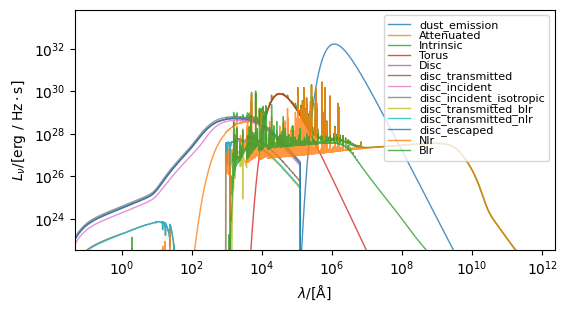 dust_emission
Attenuated
Intrinsic
Torus
Disc
disc_transmitted
disc_incident
disc_incident_isotropic
disc_transmitted_blr
disc_transmitted_nlr
disc_escaped
Nlr
Blr
10^32
10^30
10^28
10^26
10^24
L_ν/[erg / Hz · s]
10^0 10^2 10^4 10^6 10^8 10^10 10^12
λ/[Å]